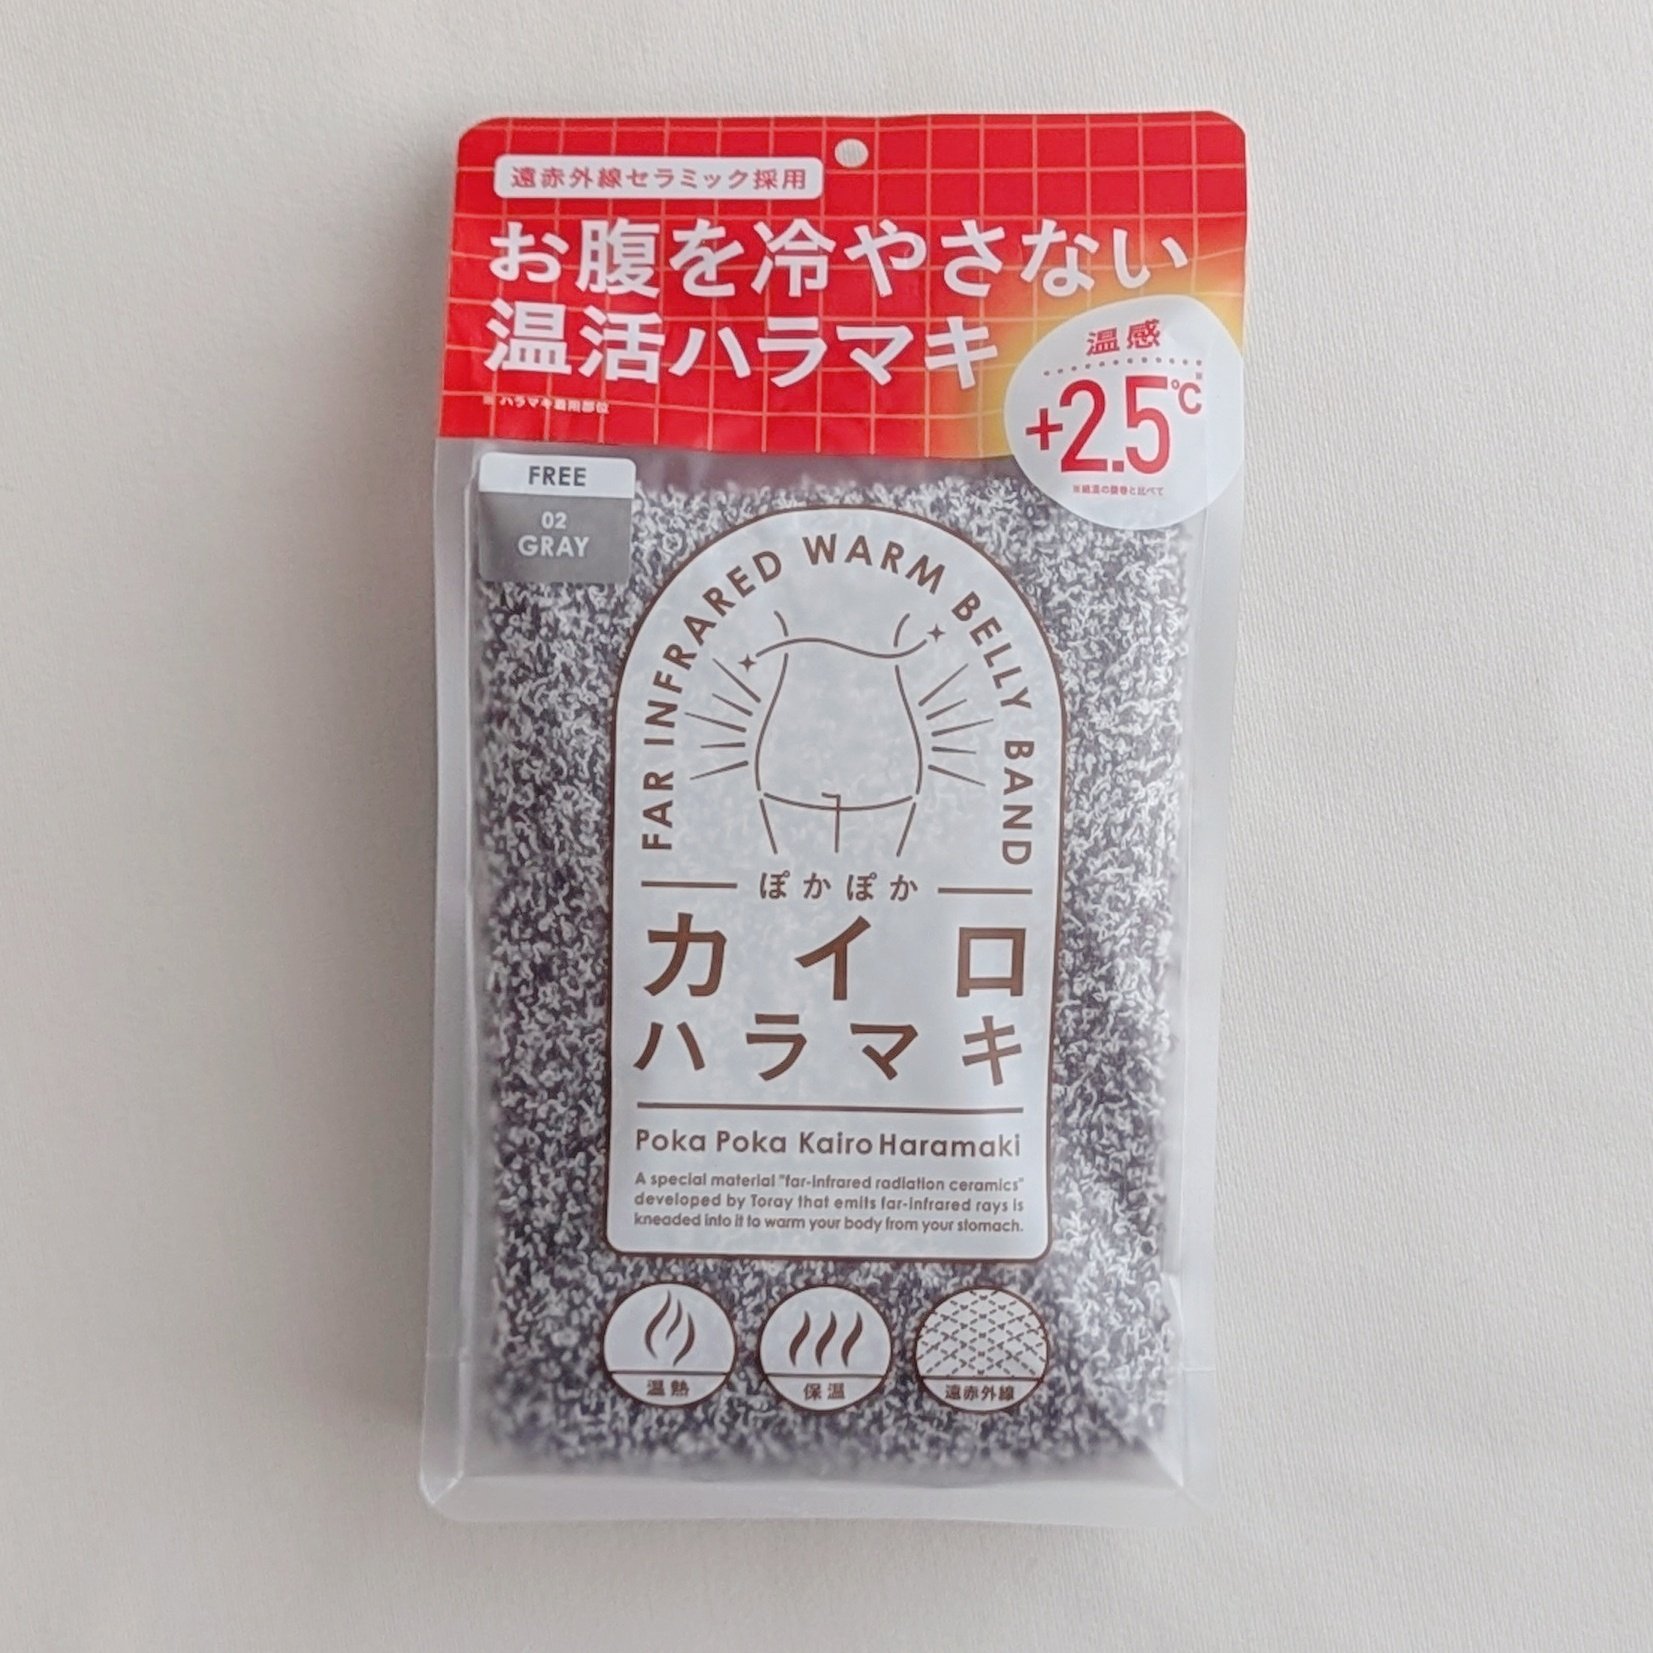 遠赤外線セラミック採用
お腹を冷やさない
温活ハラマキ
※ ハラマキ着用部位
温感
+2.5℃※
FREE
02
GRAY
FAR INFRARED WARM BELLY BAND
ぽかぽか
カイロ
ハラマキ
Poka Poka Kairo Haramaki
A special material "far-infrared radiation ceramics"
developed by Toray that emits far-infrared rays is
kneaded into it to warm your body from your stomach.
温熱
保温
遠赤外線